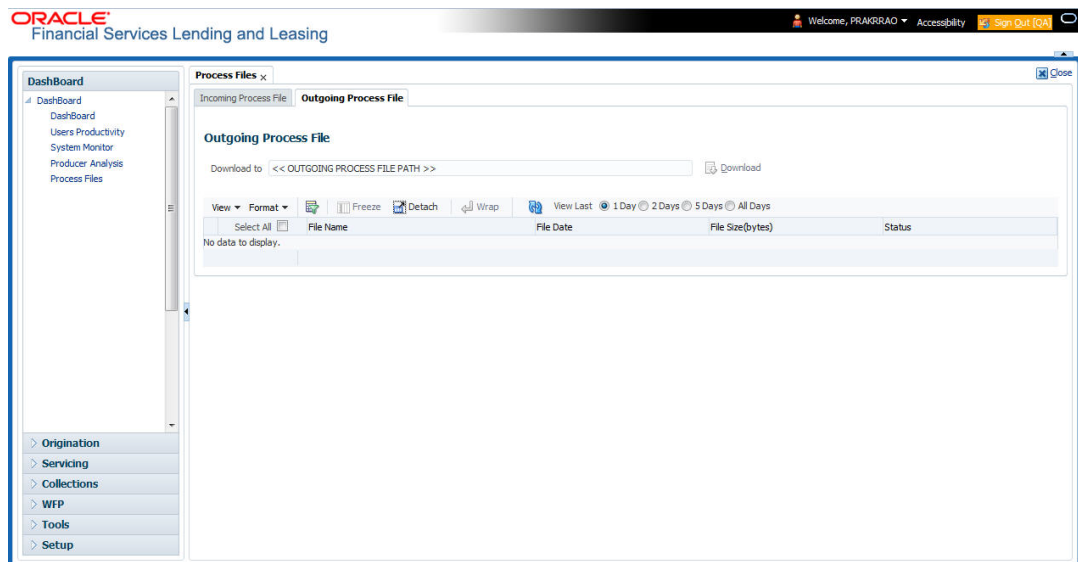 ORACLE
Financial Services Lending and Leasing
Welcome, PRAKRRAO Accessibility Sign Out [QA]
DashBoard
DashBoard
DashBoard
Users Productivity
System Monitor
Producer Analysis
Process Files
Origination
Servicing
Collections
WFP
Tools
Setup
Process Files x
Close
Incoming Process File Outgoing Process File
Outgoing Process File
Download to << OUTGOING PROCESS FILE PATH >> Download
View Format Freeze Detach Wrap View Last 1 Day 2 Days 5 Days All Days
Select All File Name File Date File Size(bytes) Status
No data to display.